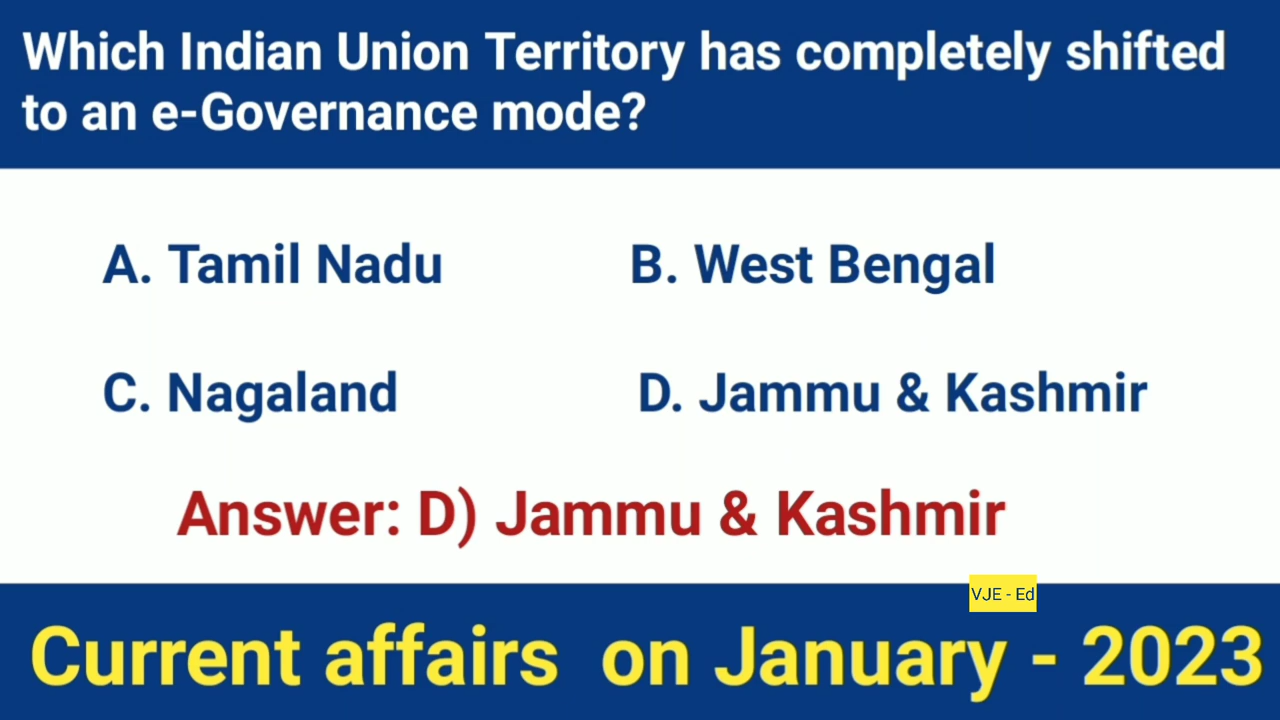 Which Indian Union Territory has completely shifted
to an e-Governance mode?
A. Tamil Nadu B. West Bengal
C. Nagaland D. Jammu & Kashmir
Answer: D) Jammu & Kashmir
VJE - Ed
Current affairs on January - 2023